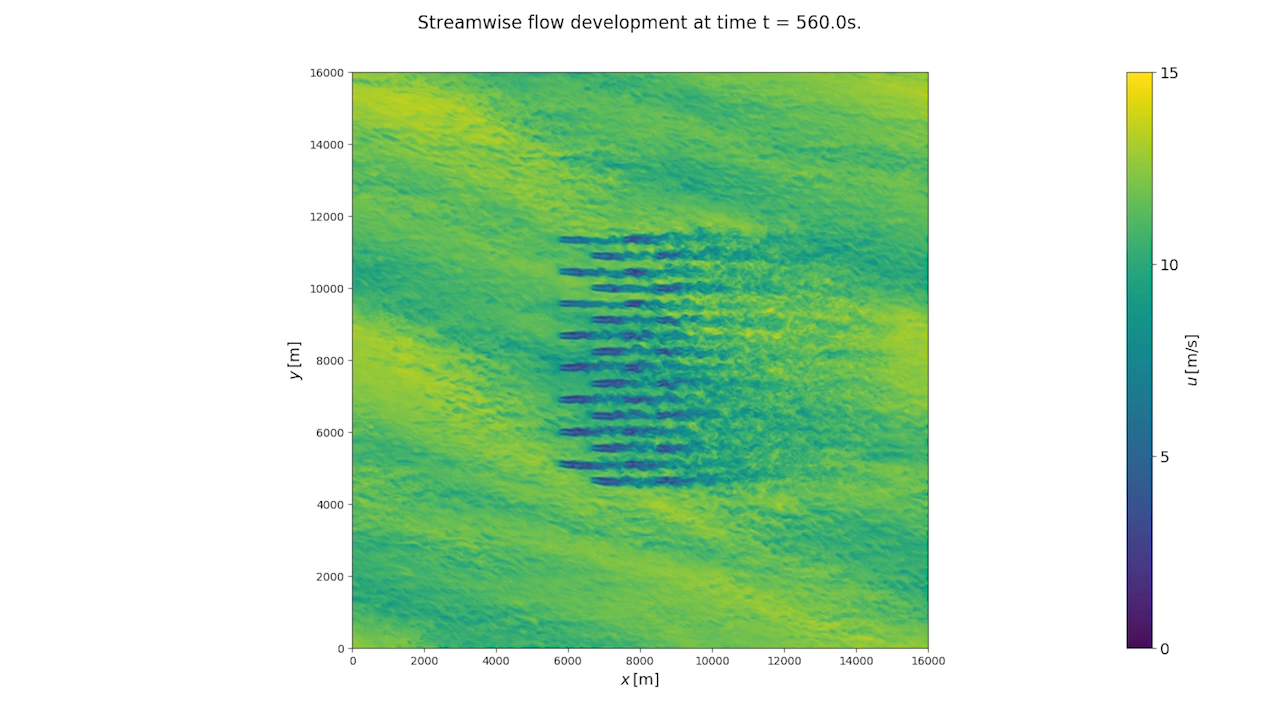 Streamwise flow development at time t = 560.0s.
16000
14000
12000
10000
8000
6000
4000
2000
0
y [m]
0 2000 4000 6000 8000 10000 12000 14000 16000
x [m]
15
10
5
0
u [m/s]